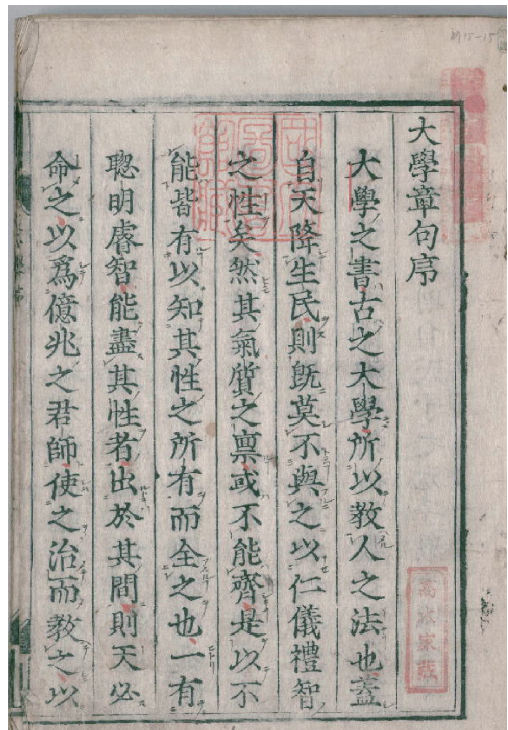 大學章句序
大學之書古之大學所以教人之法也蓋
自天降生民則旣莫不與之以仁儀禮智
之性矣然其氣質之禀或不能齊是以不
能皆有以知其性之所有而全之也一有
聰明睿智能盡其性者出於其間則天必
命之以爲億兆之君師使之治而教之以